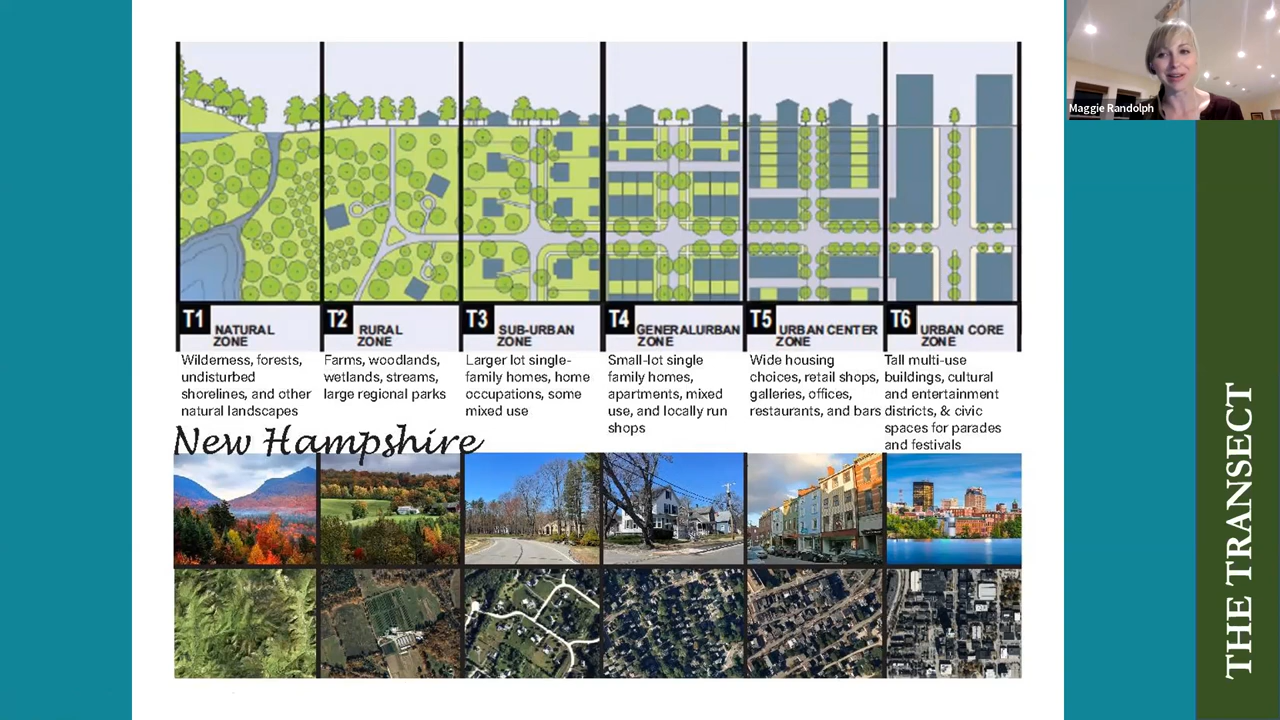 Maggie Randolph
T1 NATURAL
ZONE
T2 RURAL
ZONE
T3 SUB-URBAN
ZONE
T4 GENERALURBAN
ZONE
T5 URBAN CENTER
ZONE
T6 URBAN CORE
ZONE
Wilderness, forests,
undisturbed
shorelines, and other
natural landscapes
Farms, woodlands,
wetlands, streams,
large regional parks
Larger lot single-
family homes, home
occupations, some
mixed use
Small-lot single
family homes,
apartments, mixed
use, and locally run
shops
Wide housing
choices, retail shops,
galleries, offices,
restaurants, and bars
Tall multi-use
buildings, cultural
and entertainment
districts, & civic
spaces for parades
and festivals
New Hampshire
THE TRANSECT